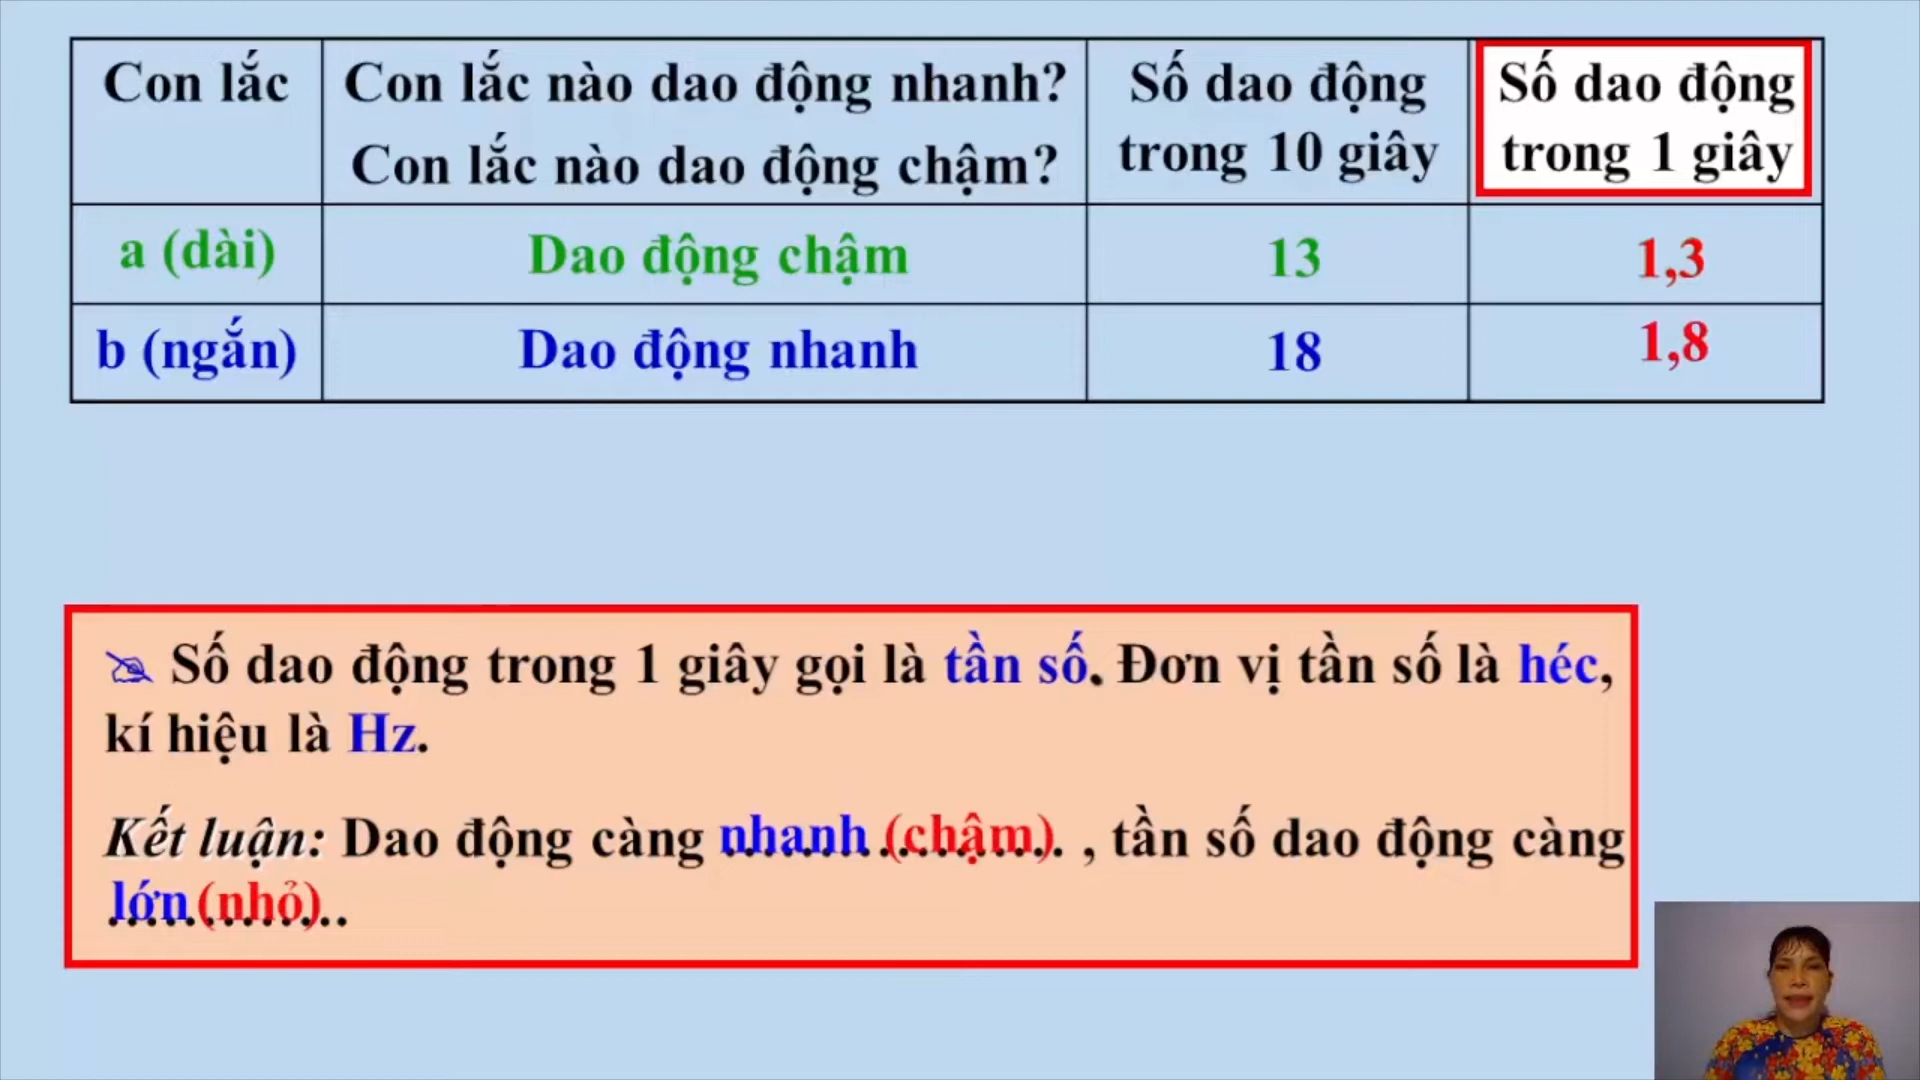 Con lắc
Con lắc nào dao động nhanh?
Con lắc nào dao động chậm?
Số dao động
trong 10 giây
Số dao động
trong 1 giây
a (dài)
Dao động chậm
13
1,3
b (ngắn)
Dao động nhanh
18
1,8
Số dao động trong 1 giây gọi là tần số. Đơn vị tần số là héc,
kí hiệu là Hz.
Kết luận: Dao động càng nhanh (chậm) , tần số dao động càng
lớn (nhỏ)